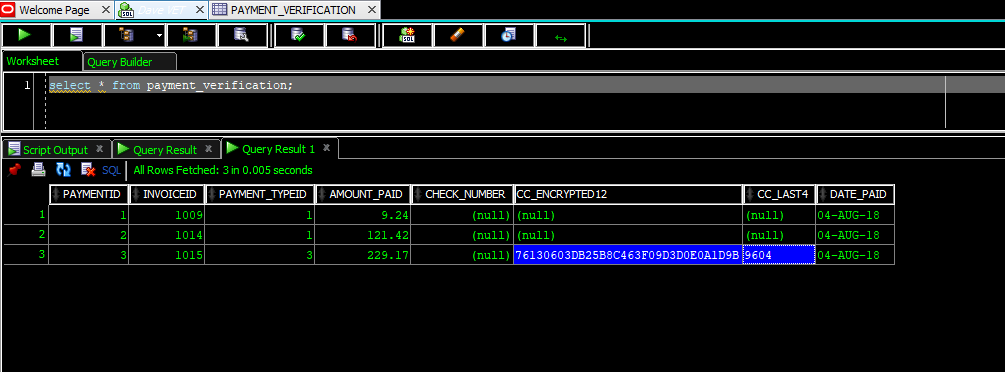 Welcome Page PAYMENT_VERIFICATION
Worksheet Query Builder
1 select * from payment_verification;
Script Output Query Result Query Result 1
SQL All Rows Fetched: 3 in 0.005 seconds
PAYMENTID INVOICEID PAYMENT_TYPEID AMOUNT_PAID CHECK_NUMBER CC_ENCRYPTED12 CC_LAST4 DATE_PAID
1 1 1009 1 9.24 (null) (null) (null) 04-AUG-18
2 2 1014 1 121.42 (null) (null) (null) 04-AUG-18
3 3 1015 3 229.17 (null) 76130603DB25B8C463F09D3D0E0A1D9B 9604 04-AUG-18